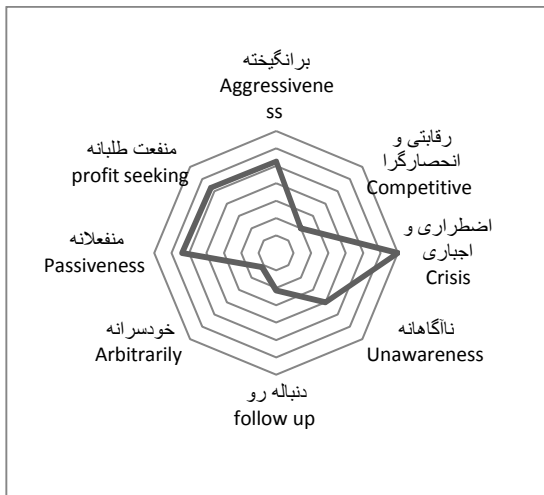 برانگیخته
Aggressivene
ss
رقابتی و
انحصارگرا
Competitive
اضطراری و
اجباری
Crisis
ناآگاهانه
Unawareness
دنباله رو
follow up
خودسرانه
Arbitrarily
منفعلانه
Passiveness
منفعت طلبانه
profit seeking